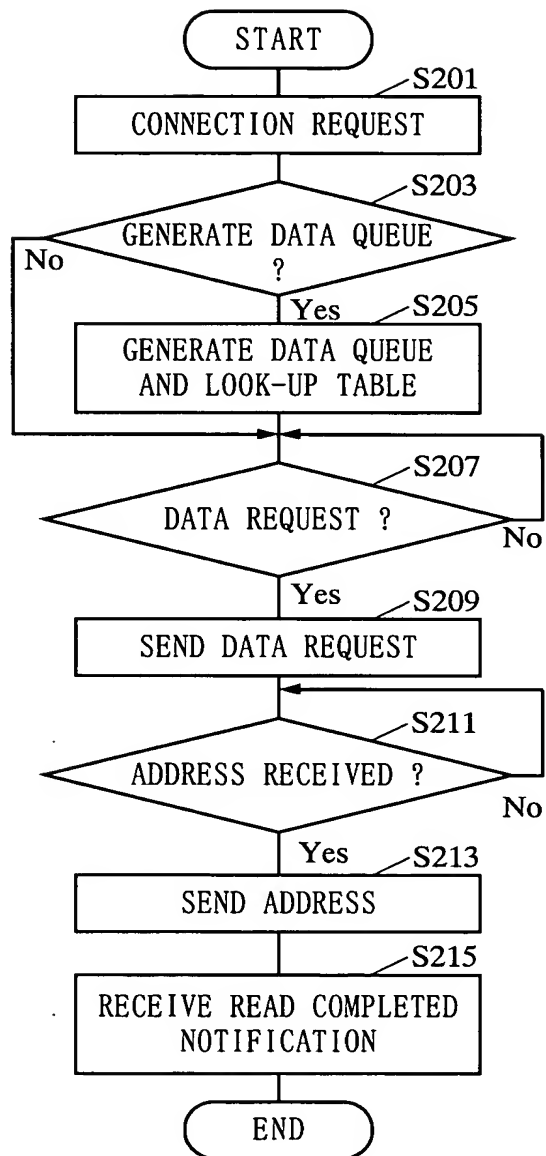 START
S201
CONNECTION REQUEST
S203
GENERATE DATA QUEUE
?
No
Yes
S205
GENERATE DATA QUEUE
AND LOOK-UP TABLE
S207
DATA REQUEST ?
No
Yes
S209
SEND DATA REQUEST
S211
ADDRESS RECEIVED ?
No
Yes
S213
SEND ADDRESS
S215
RECEIVE READ COMPLETED
NOTIFICATION
END